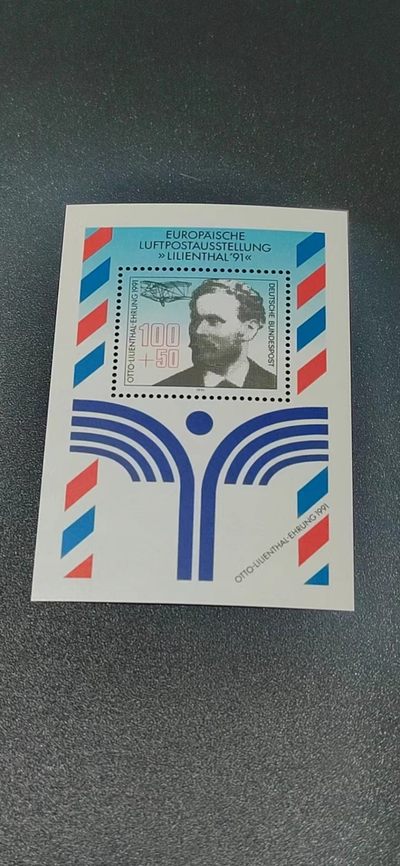 EUROPÄISCHE
LUFTPOSTAUSSTELLUNG
»LILIENTHAL'91«
OTTO-LILIENTHAL-EHRUNG 1991
100
+50
DEUTSCHE BUNDESPOST
OTTO-LILIENTHAL-EHRUNG 1991